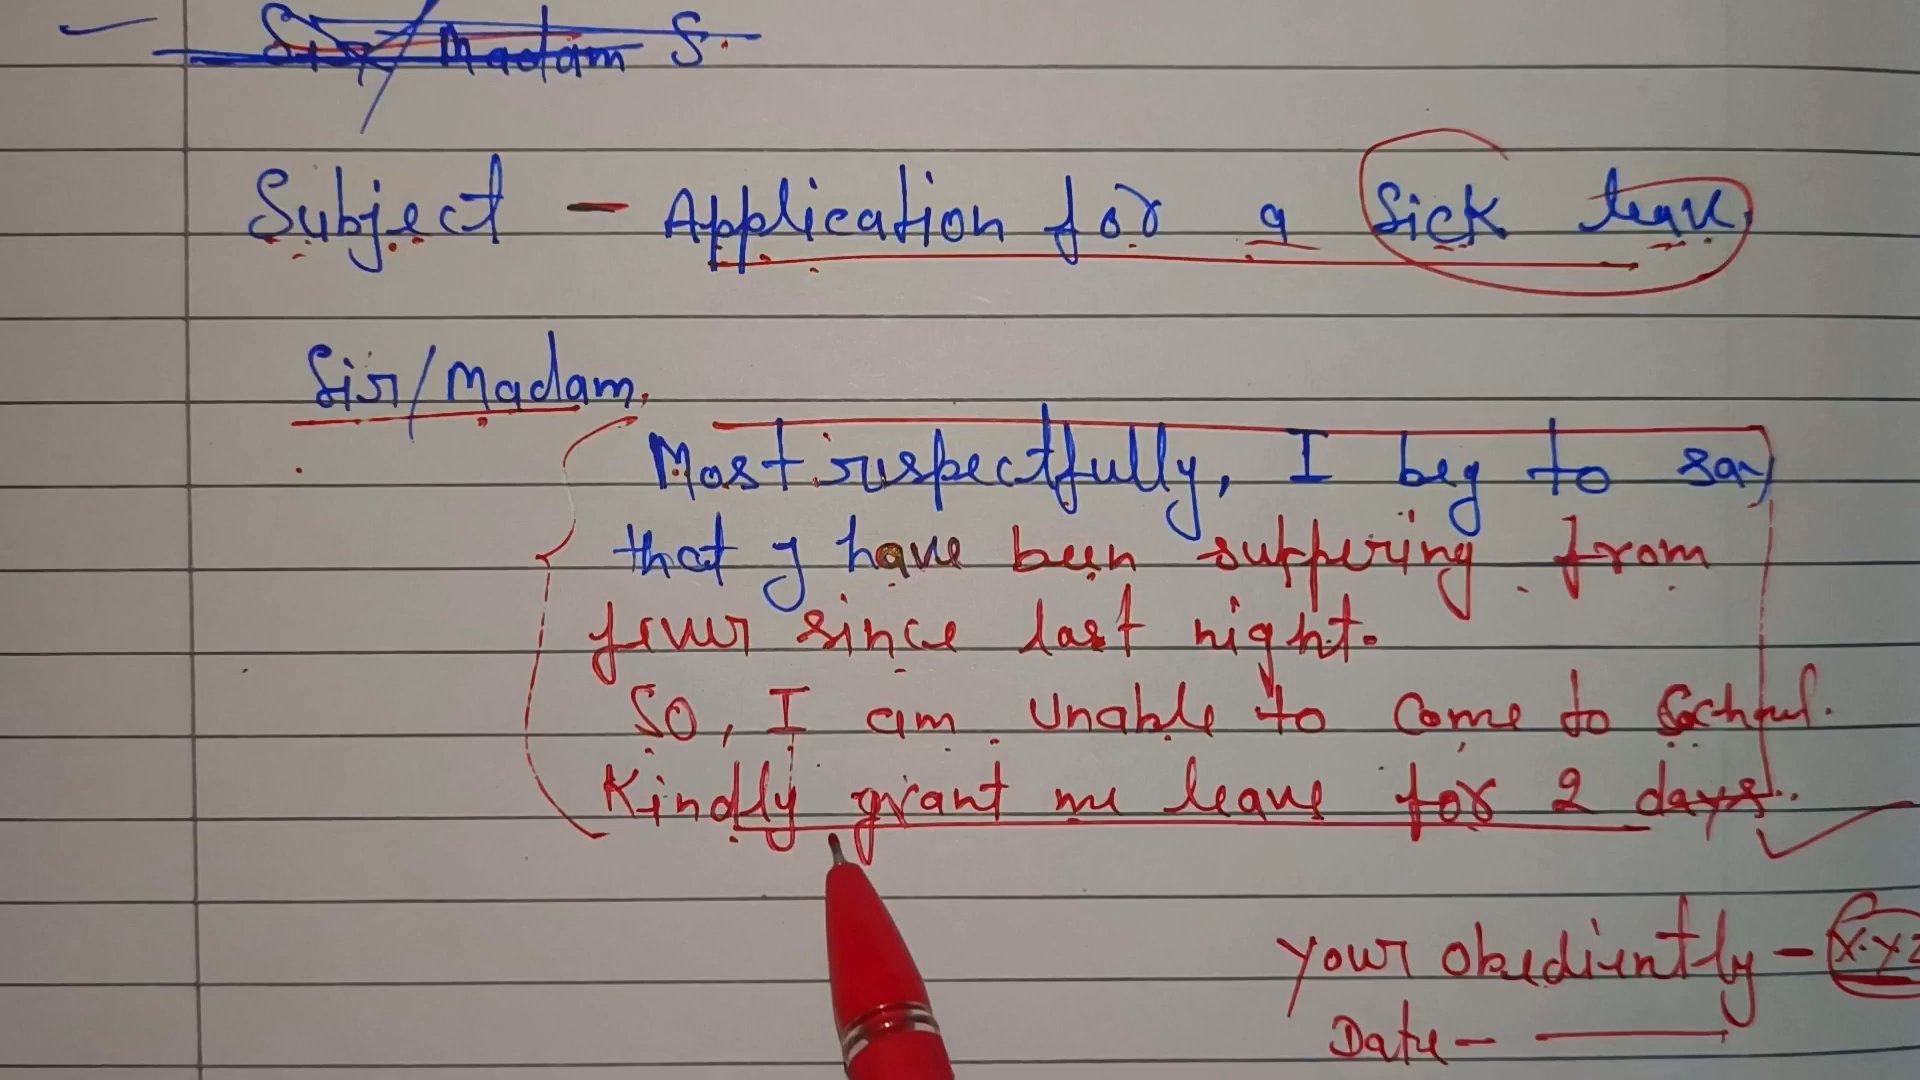 Sir/Madam S.
Subject - Application for a Sick leave
Sir/Madam,
Most respectfully, I beg to say
that I have been suffering from
fever since last night.
So, I am unable to come to School.
Kindly grant me leave for 2 days.
Your obediently - X.Y.Z
Date -